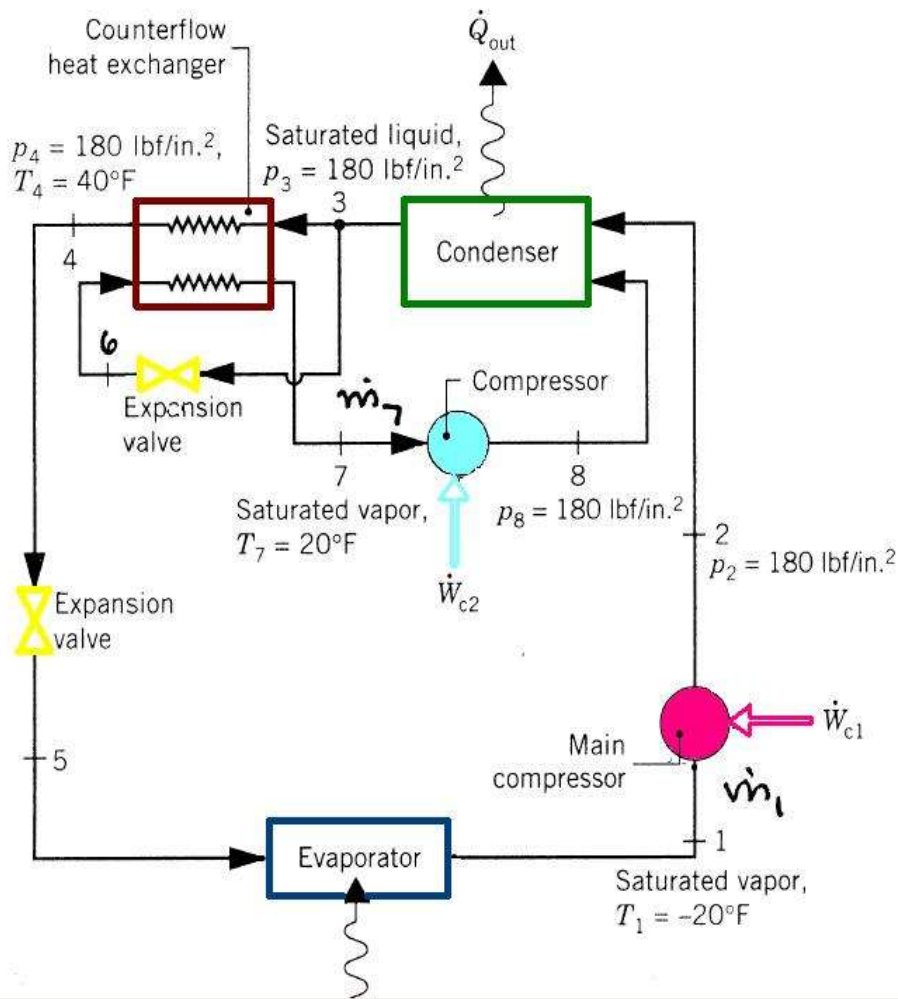 Counterflow
heat exchanger
Q̇out
p4 = 180 lbf/in.²,
T4 = 40°F
Saturated liquid,
p3 = 180 lbf/in.²
3
4
Condenser
6
Expansion
valve
ṁ7
Compressor
7
8
Saturated vapor,
T7 = 20°F
p8 = 180 lbf/in.²
2
p2 = 180 lbf/in.²
Ẇc2
Expansion
valve
Ẇc1
Main
compressor
ṁ1
5
1
Evaporator
Saturated vapor,
T1 = –20°F